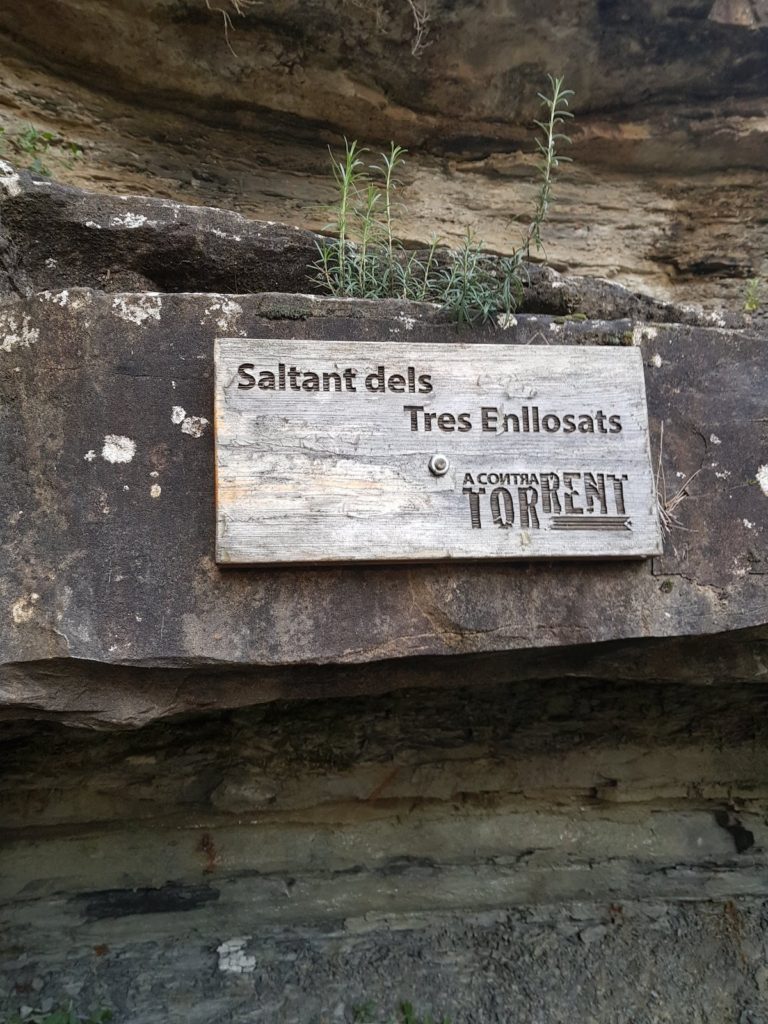 Saltant dels
Tres Enllosats
A CONTRA
TORRENT